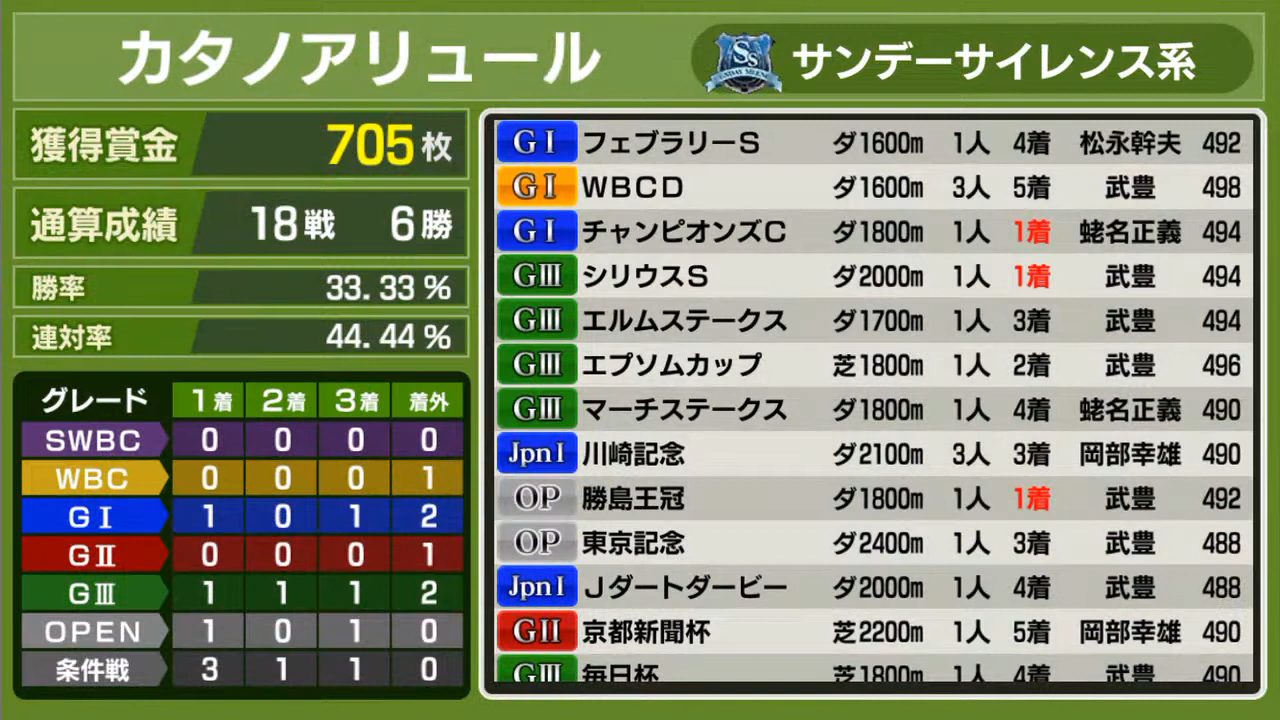 カタノアリュール
サンデーサイレンス系
獲得賞金 705枚
通算成績 18戦 6勝
勝率 33.33%
連対率 44.44%
グレード 1着 2着 3着 着外
SWBC 0 0 0 0
WBC 0 0 0 1
GⅠ 1 0 1 2
GⅡ 0 0 0 1
GⅢ 1 1 1 2
OPEN 1 0 1 0
条件戦 3 1 1 0
GⅠ フェブラリーS ダ1600m 1人 4着 松永幹夫 492
GⅠ WBCD ダ1600m 3人 5着 武豊 498
GⅠ チャンピオンズC ダ1800m 1人 1着 蛯名正義 494
GⅢ シリウスS ダ2000m 1人 1着 武豊 494
GⅢ エルムステークス ダ1700m 1人 3着 武豊 494
GⅢ エプソムカップ 芝1800m 1人 2着 武豊 496
GⅢ マーチステークス ダ1800m 1人 4着 蛯名正義 490
JpnⅠ 川崎記念 ダ2100m 3人 3着 岡部幸雄 490
OP 勝島王冠 ダ1800m 1人 1着 武豊 492
OP 東京記念 ダ2400m 1人 3着 武豊 488
JpnⅠ Jダートダービー ダ2000m 1人 4着 武豊 488
GⅡ 京都新聞杯 芝2200m 1人 5着 岡部幸雄 490
GⅢ 毎日杯 芝1800m 1人 4着 武豊 490